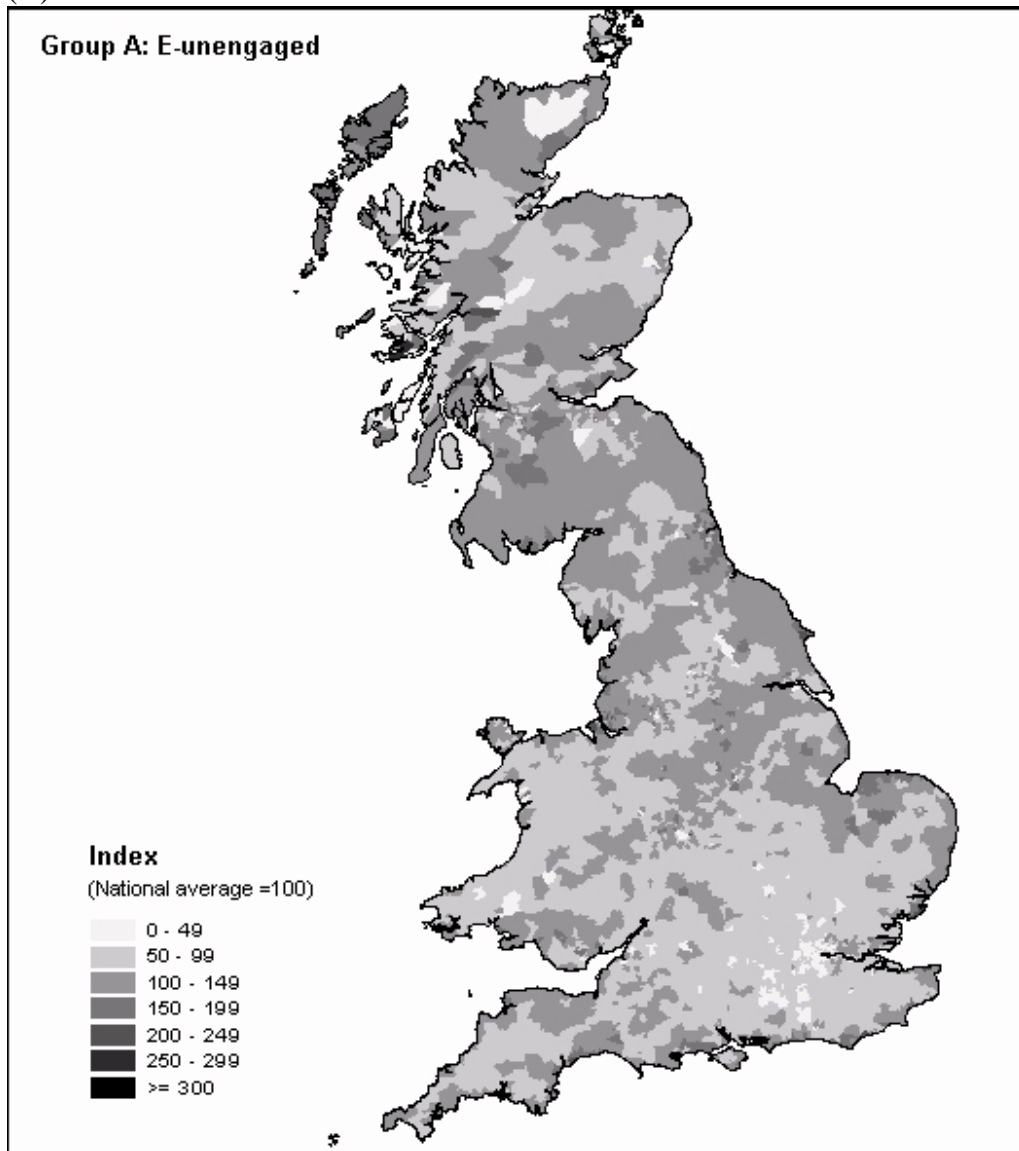 Group A: E-unengaged
Index
(National average =100)
0 - 49
50 - 99
100 - 149
150 - 199
200 - 249
250 - 299
>= 300